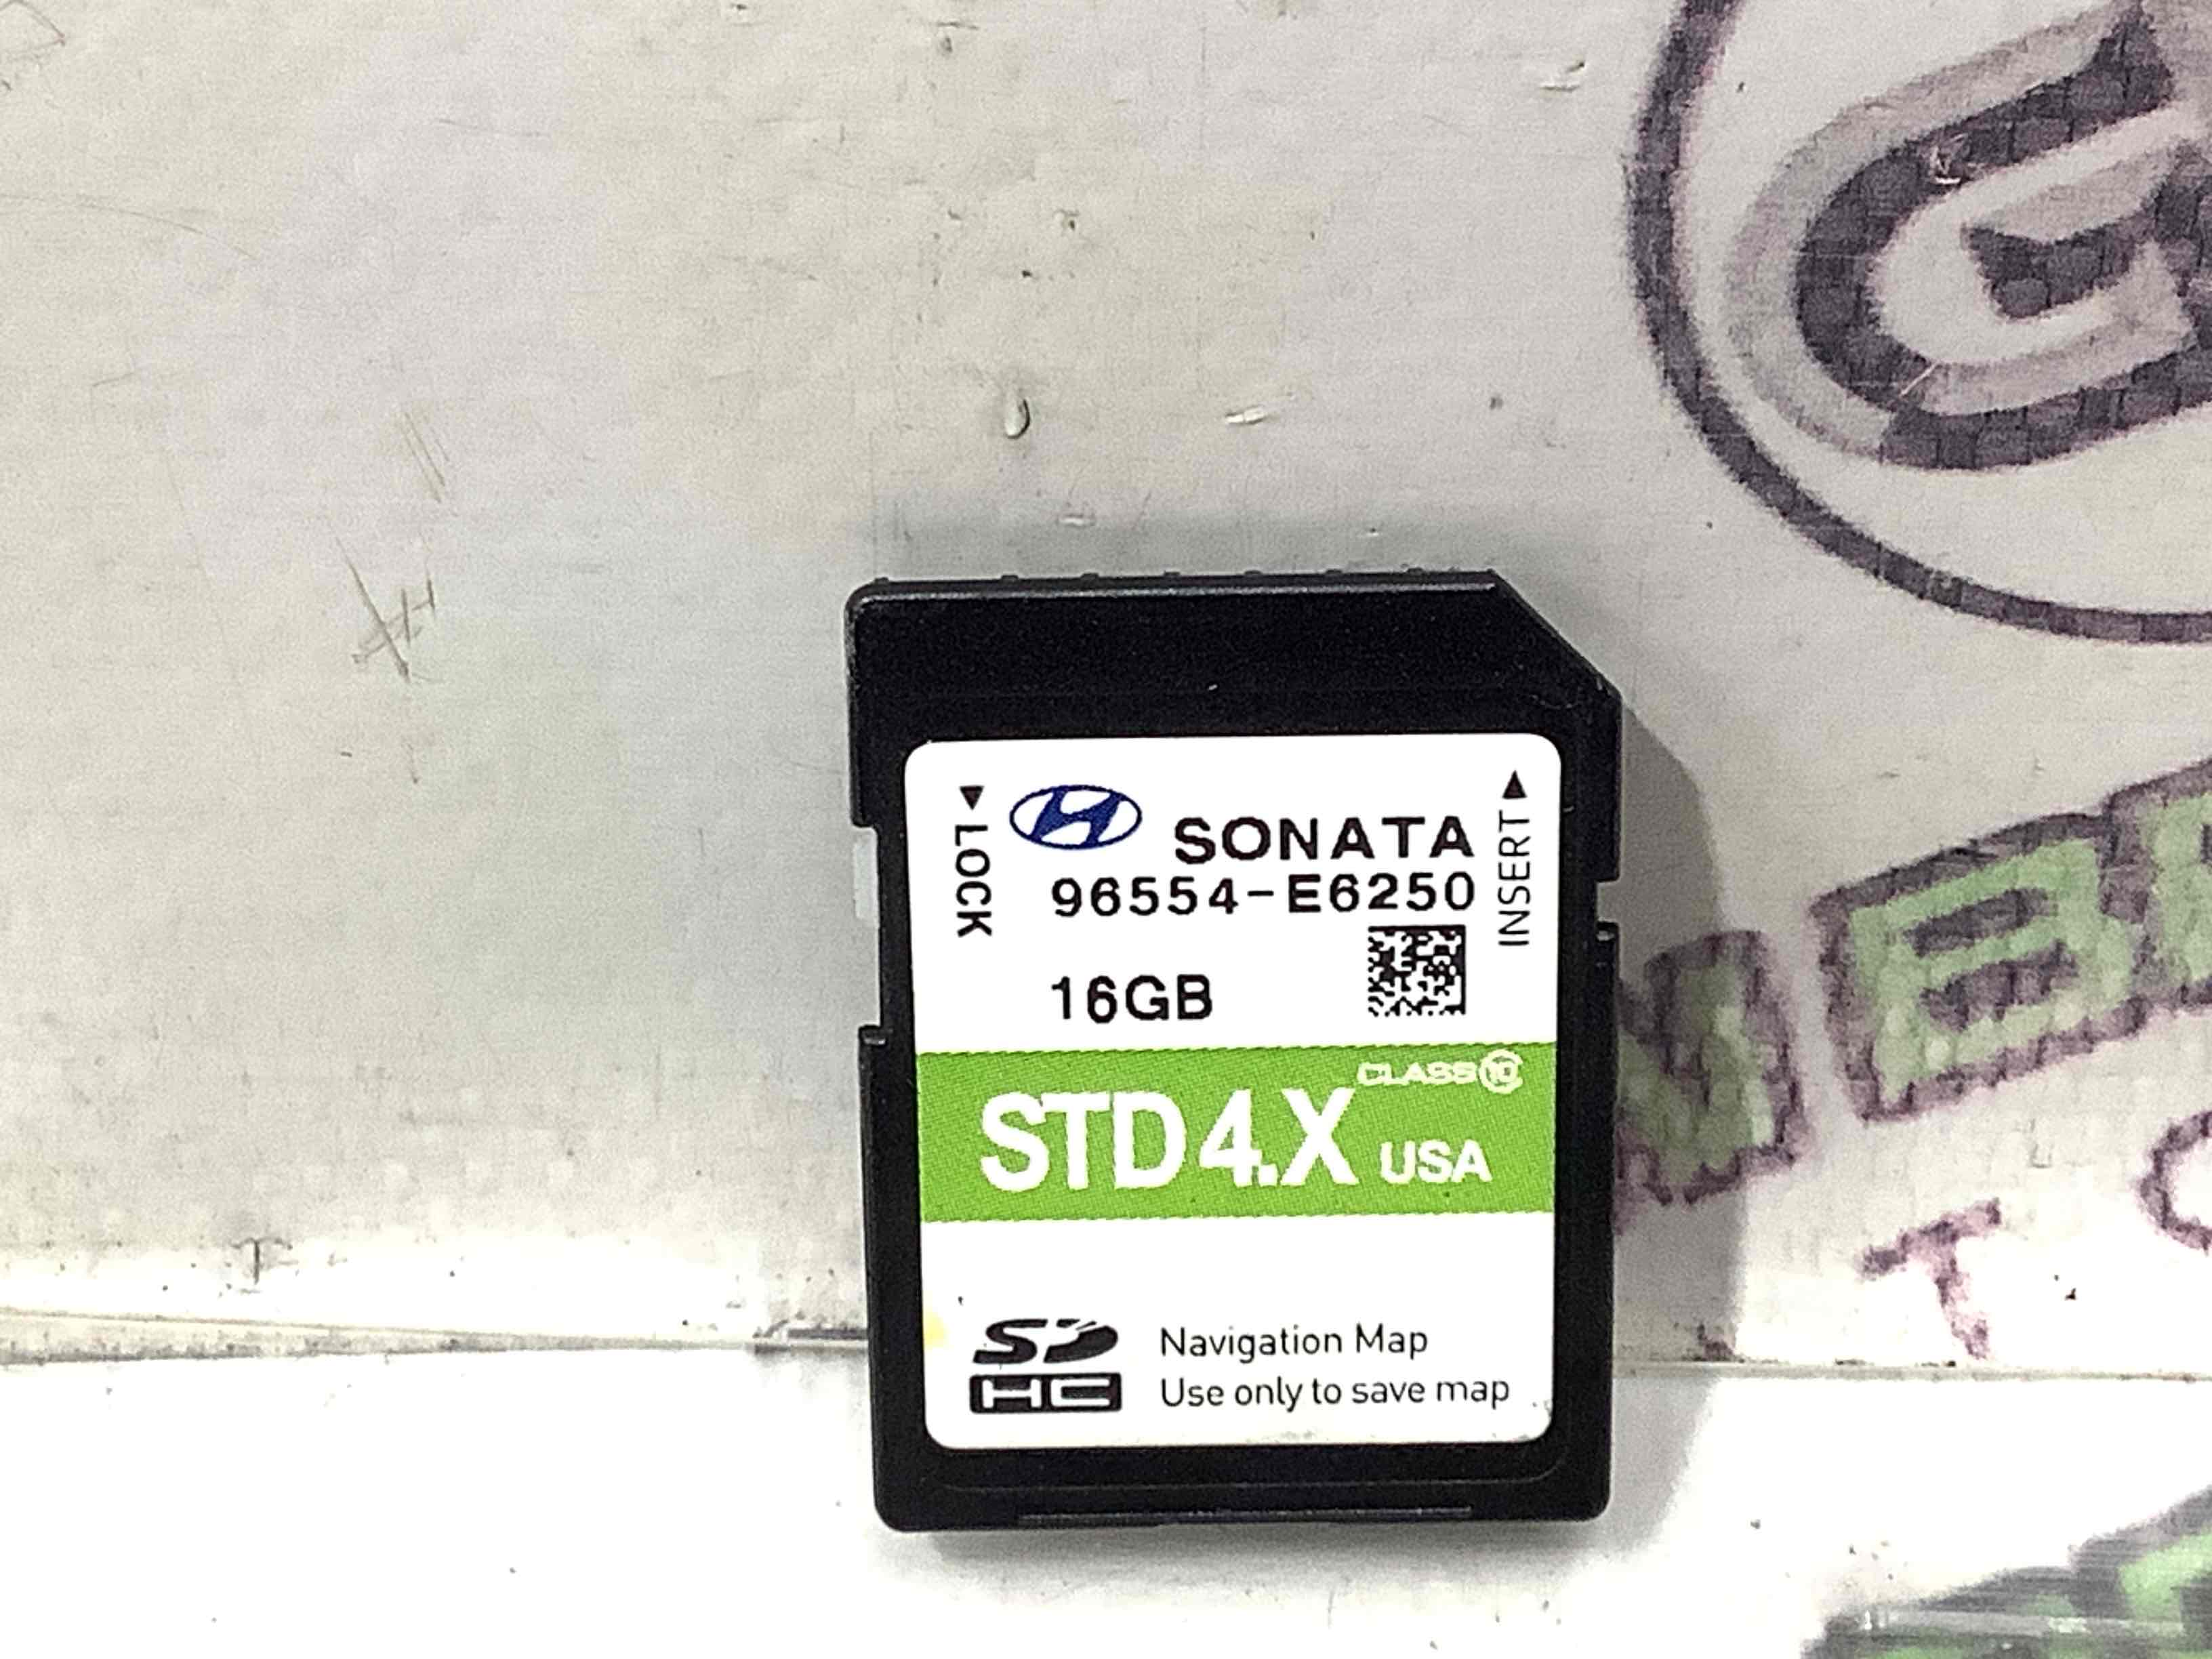 LOCK
SONATA
INSERT
96554-E6250
16GB
CLASS 10
STD 4.X USA
SD
HC
Navigation Map
Use only to save map